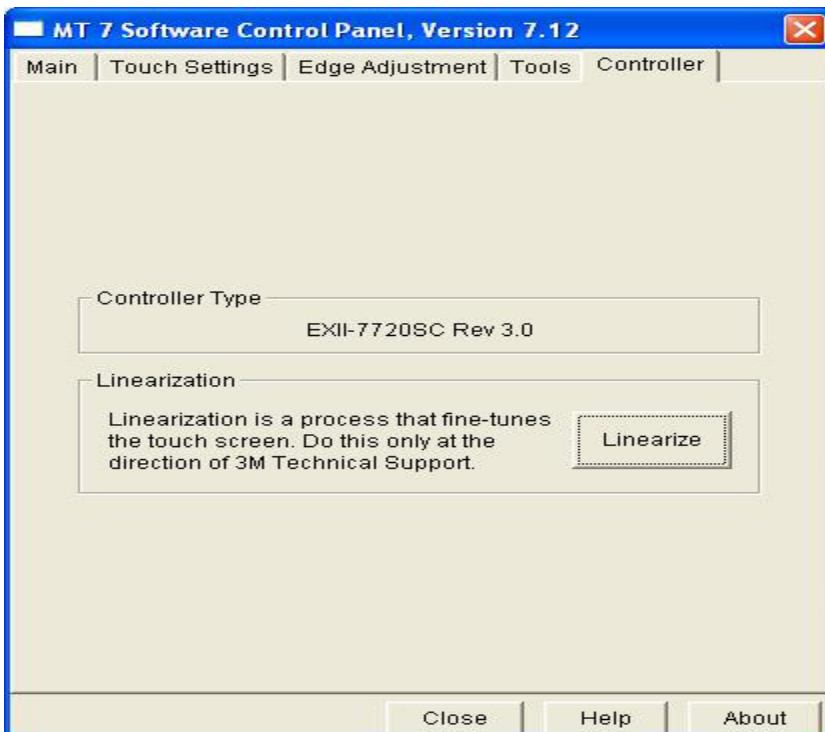 MT 7 Software Control Panel, Version 7.12
Main Touch Settings Edge Adjustment Tools Controller
Controller Type
EXII-7720SC Rev 3.0
Linearization
Linearization is a process that fine-tunes
the touch screen. Do this only at the
direction of 3M Technical Support.
Linearize
Close Help About